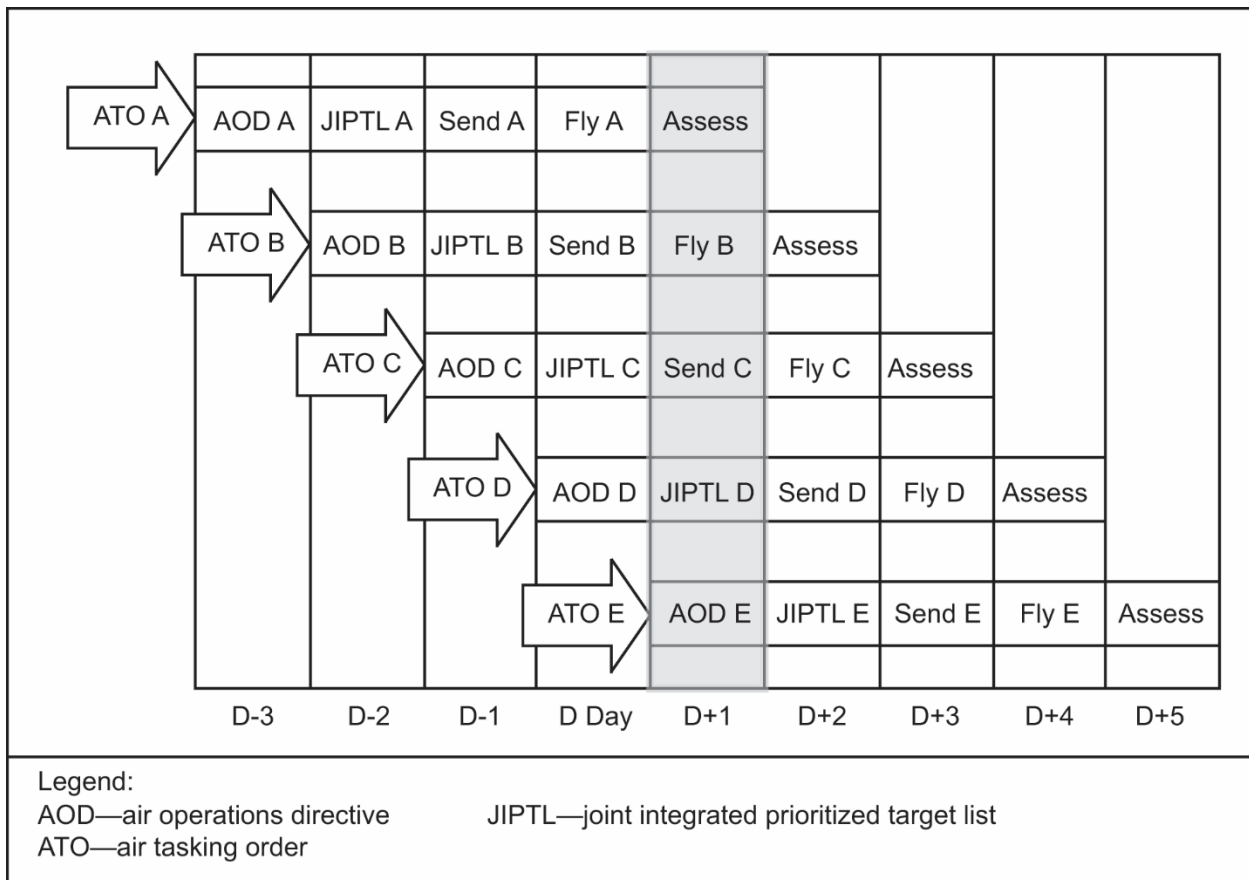 ATO A AOD A JIPTL A Send A Fly A Assess
ATO B AOD B JIPTL B Send B Fly B Assess
ATO C AOD C JIPTL C Send C Fly C Assess
ATO D AOD D JIPTL D Send D Fly D Assess
ATO E AOD E JIPTL E Send E Fly E Assess
D-3 D-2 D-1 D Day D+1 D+2 D+3 D+4 D+5
Legend:
AOD—air operations directive JIPTL—joint integrated prioritized target list
ATO—air tasking order